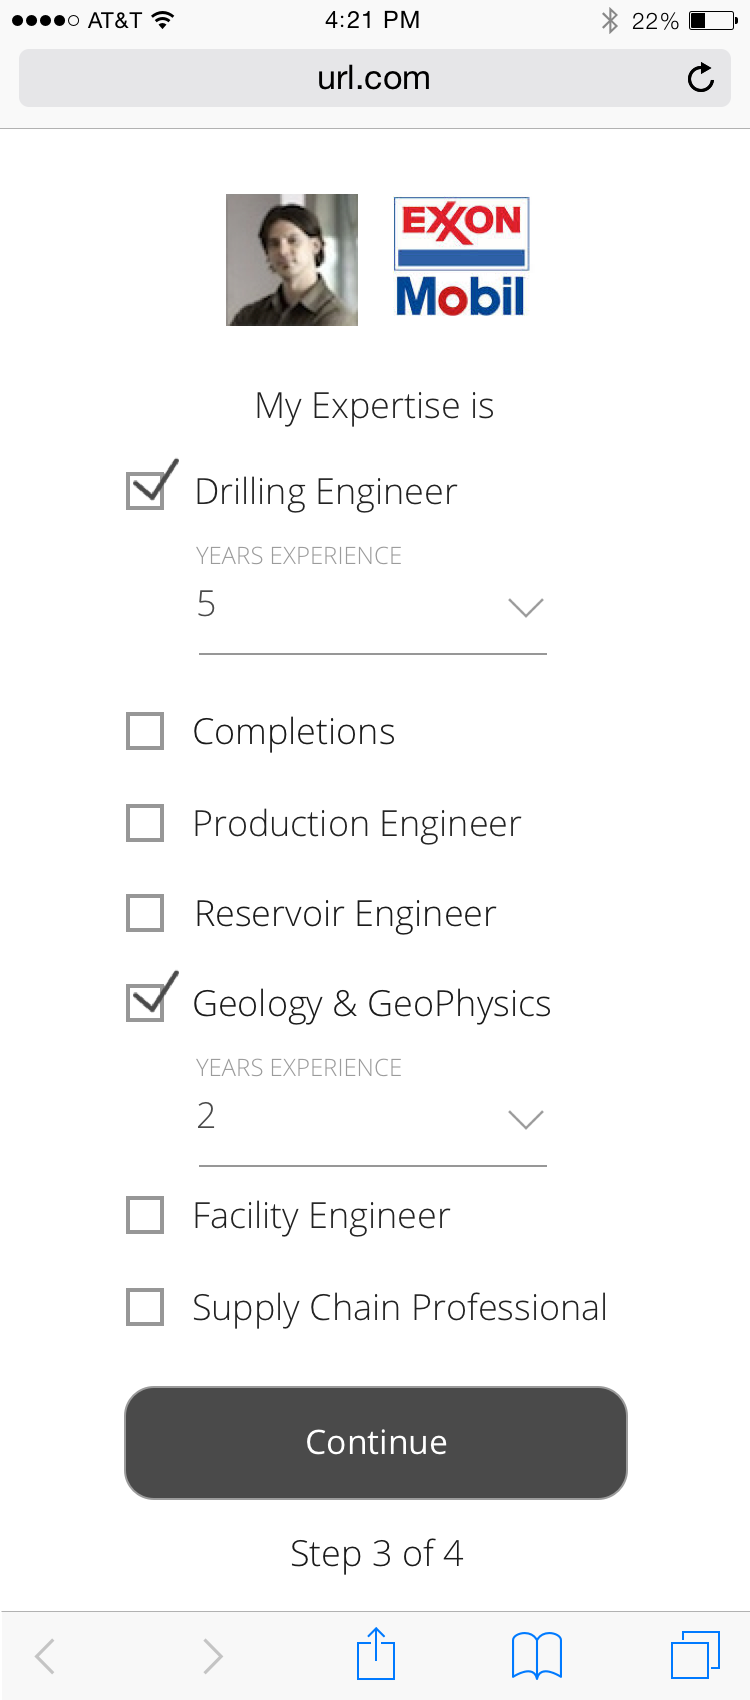 AT&T 4:21 PM 22%
url.com
EXXON
Mobil
My Expertise is
Drilling Engineer
YEARS EXPERIENCE
5
Completions
Production Engineer
Reservoir Engineer
Geology & GeoPhysics
YEARS EXPERIENCE
2
Facility Engineer
Supply Chain Professional
Continue
Step 3 of 4